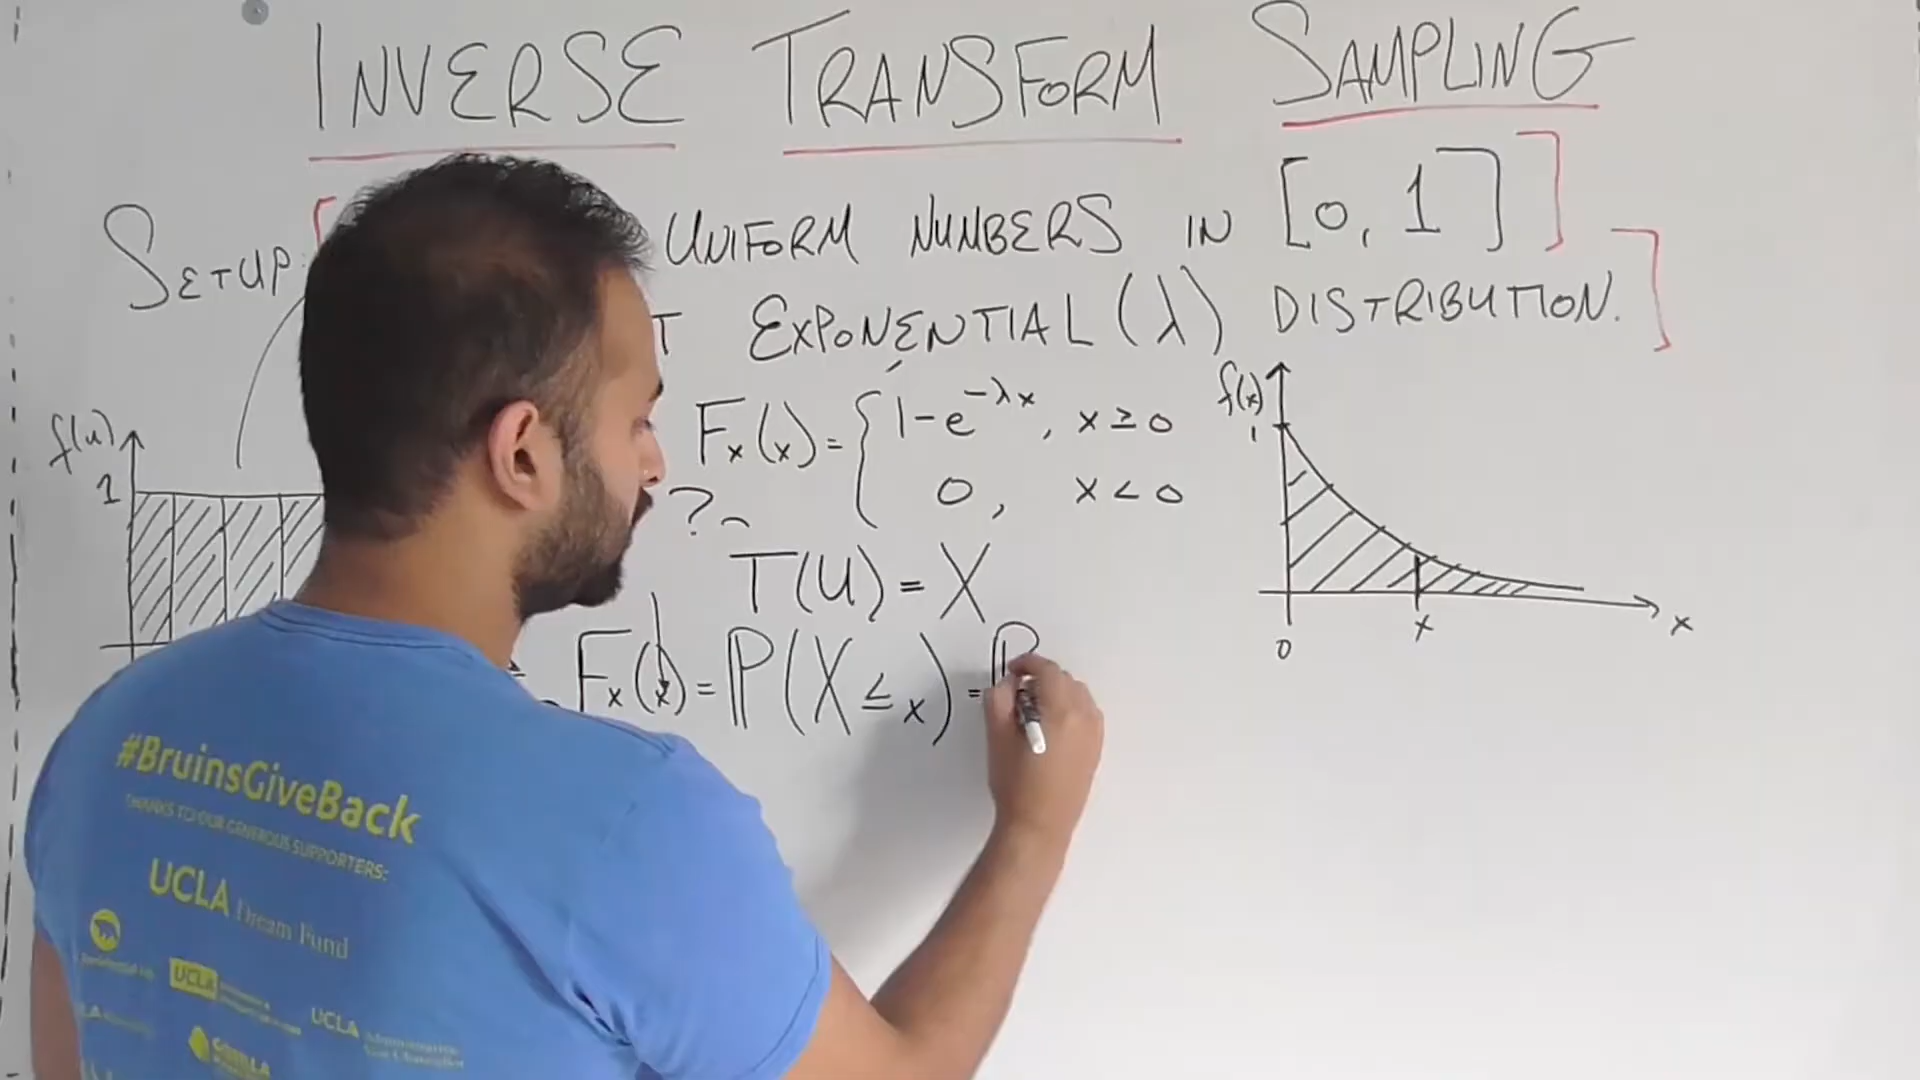 INVERSE TRANSFORM SAMPLING
SETUP: UNIFORM NUMBERS IN [0, 1]
T EXPONENTIAL(λ) DISTRIBUTION.
F_X(x) = { 1 - e^{-λx}, x ≥ 0
0, x < 0
?
f(u)
1
f(x)
1
0
x
x
T(U) = X
F_X(x) = ℙ(X ≤ x) = ℙ
#BruinsGiveBack
THANKS TO OUR GENEROUS SUPPORTERS:
UCLA Dream Fund
UCLA
UCLA